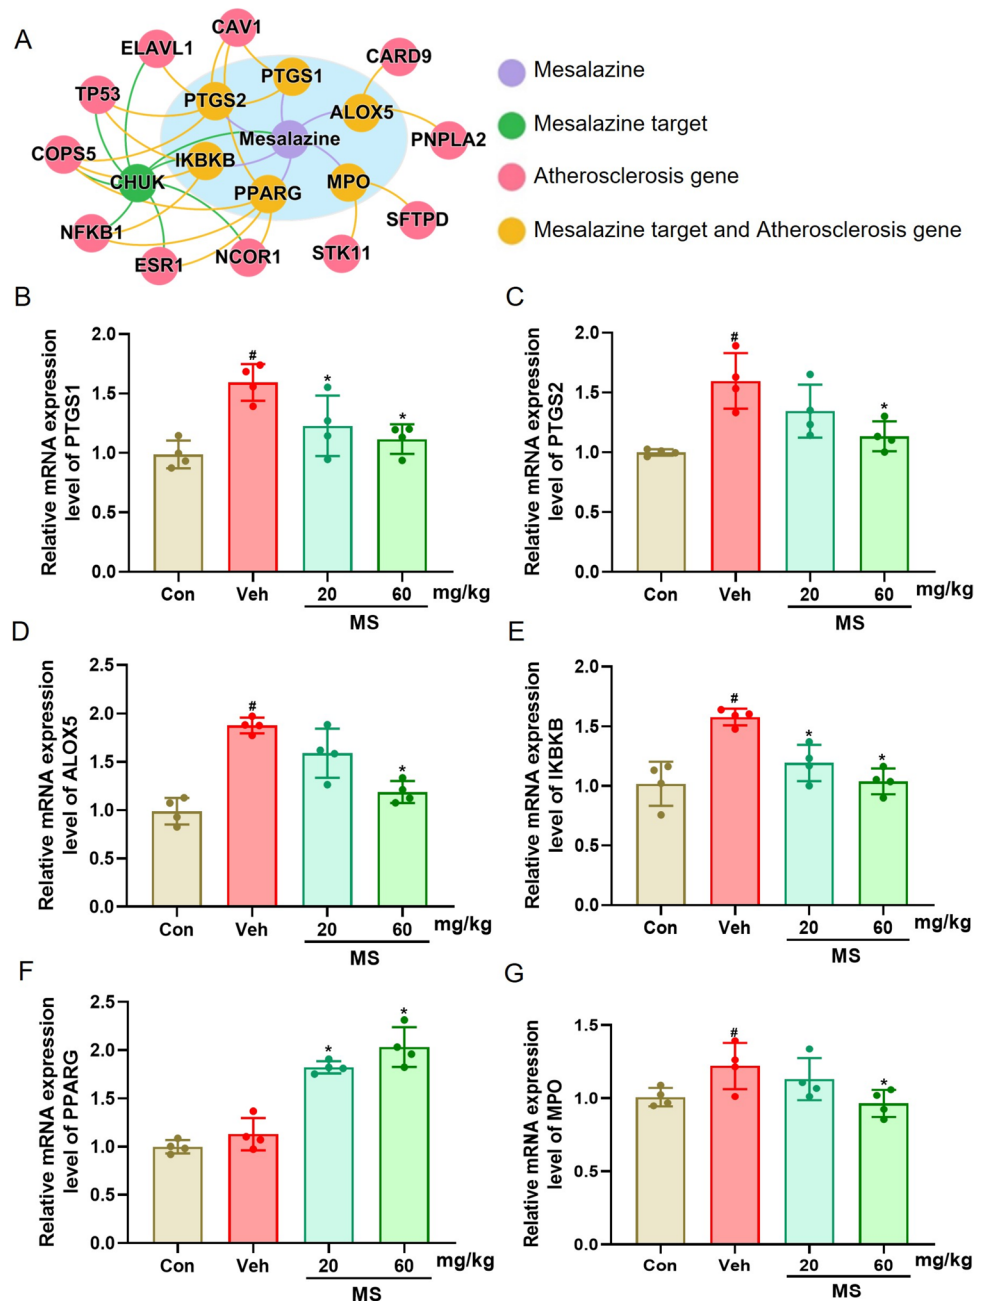 A
CAV1
ELAVL1
CARD9
PTGS1
TP53
PTGS2
ALOX5
Mesalazine
PNPLA2
COPS5
IKBKB
CHUK
PPARG
MPO
NFKB1
SFTPD
ESR1
NCOR1
STK11
Mesalazine
Mesalazine target
Atherosclerosis gene
Mesalazine target and Atherosclerosis gene
B
Relative mRNA expression
level of PTGS1
2.0
1.5
1.0
0.5
0.0
#
*
*
Con
Veh
20
60
mg/kg
MS
C
Relative mRNA expression
level of PTGS2
2.0
1.5
1.0
0.5
0.0
#
*
Con
Veh
20
60
mg/kg
MS
D
Relative mRNA expression
level of ALOX5
2.5
2.0
1.5
1.0
0.5
0.0
#
*
Con
Veh
20
60
mg/kg
MS
E
Relative mRNA expression
level of IKBKB
2.0
1.5
1.0
0.5
0.0
#
*
*
Con
Veh
20
60
mg/kg
MS
F
Relative mRNA expression
level of PPARG
2.5
2.0
1.5
1.0
0.5
0.0
*
*
Con
Veh
20
60
mg/kg
MS
G
Relative mRNA expression
level of MPO
1.5
1.0
0.5
0.0
#
*
Con
Veh
20
60
mg/kg
MS